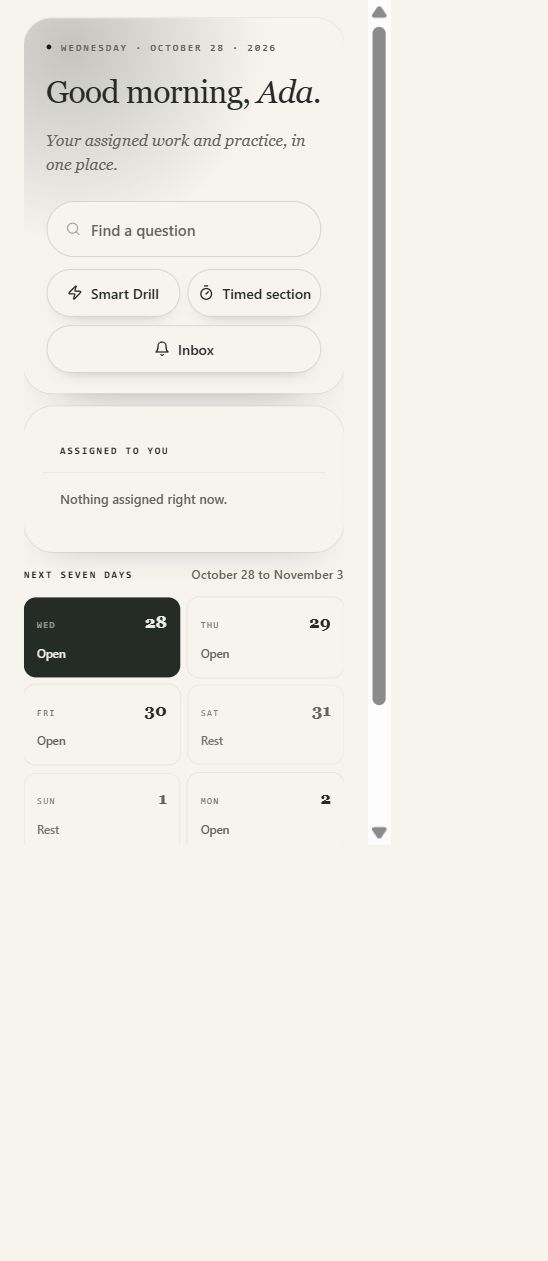 WEDNESDAY · OCTOBER 28 · 2026
Good morning, Ada.
Your assigned work and practice, in
one place.
Find a question
Smart Drill
Timed section
Inbox
ASSIGNED TO YOU
Nothing assigned right now.
NEXT SEVEN DAYS
October 28 to November 3
WED 28
Open
THU 29
Open
FRI 30
Open
SAT 31
Rest
SUN 1
Rest
MON 2
Open